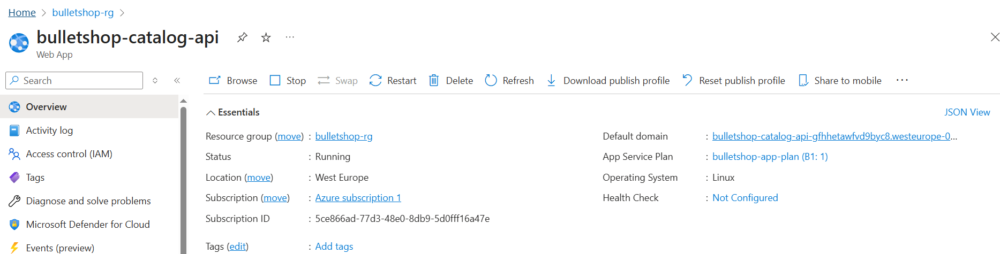 Home > bulletshop-rg >
bulletshop-catalog-api ...
Web App
Search
Browse Stop Swap Restart Delete Refresh Download publish profile Reset publish profile Share to mobile ...
Overview
Activity log
Access control (IAM)
Tags
Diagnose and solve problems
Microsoft Defender for Cloud
Events (preview)
Essentials JSON View
Resource group (move) : bulletshop-rg
Status : Running
Location (move) : West Europe
Subscription (move) : Azure subscription 1
Subscription ID : 5ce866ad-77d3-48e0-8db9-5d0fff16a47e
Tags (edit) : Add tags
Default domain : bulletshop-catalog-api-gfhhetawfvd9byc8.westeurope-0...
App Service Plan : bulletshop-app-plan (B1: 1)
Operating System : Linux
Health Check : Not Configured